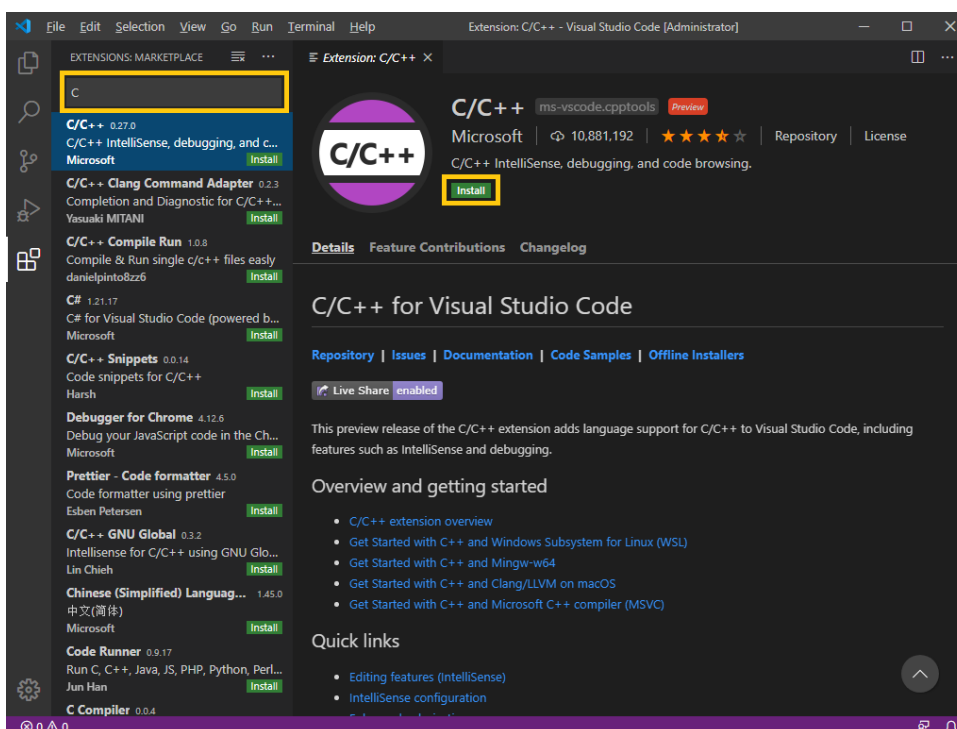 File Edit Selection View Go Run Terminal Help Extension: C/C++ - Visual Studio Code [Administrator]
EXTENSIONS: MARKETPLACE
C
C/C++ 0.27.0
C/C++ IntelliSense, debugging, and c...
Microsoft Install
C/C++ Clang Command Adapter 0.2.3
Completion and Diagnostic for C/C++...
Yasuaki MITANI Install
C/C++ Compile Run 1.0.8
Compile & Run single c/c++ files easly
danielpinto8zz6 Install
C# 1.21.17
C# for Visual Studio Code (powered b...
Microsoft Install
C/C++ Snippets 0.0.14
Code snippets for C/C++
Harsh Install
Debugger for Chrome 4.12.6
Debug your JavaScript code in the Ch...
Microsoft Install
Prettier - Code formatter 4.5.0
Code formatter using prettier
Esben Petersen Install
C/C++ GNU Global 0.3.2
Intellisense for C/C++ using GNU Glo...
Lin Chieh Install
Chinese (Simplified) Languag... 1.45.0
中文(简体)
Microsoft Install
Code Runner 0.9.17
Run C, C++, Java, JS, PHP, Python, Perl...
Jun Han Install
C Compiler 0.0.4
Extension: C/C++
C/C++
C/C++ ms-vscode.cpptools Preview
Microsoft 10,881,192 Repository License
C/C++ IntelliSense, debugging, and code browsing.
Install
Details Feature Contributions Changelog
C/C++ for Visual Studio Code
Repository | Issues | Documentation | Code Samples | Offline Installers
Live Share enabled
This preview release of the C/C++ extension adds language support for C/C++ to Visual Studio Code, including
features such as IntelliSense and debugging.
Overview and getting started
C/C++ extension overview
Get Started with C++ and Windows Subsystem for Linux (WSL)
Get Started with C++ and Mingw-w64
Get Started with C++ and Clang/LLVM on macOS
Get Started with C++ and Microsoft C++ compiler (MSVC)
Quick links
Editing features (IntelliSense)
IntelliSense configuration
0 0